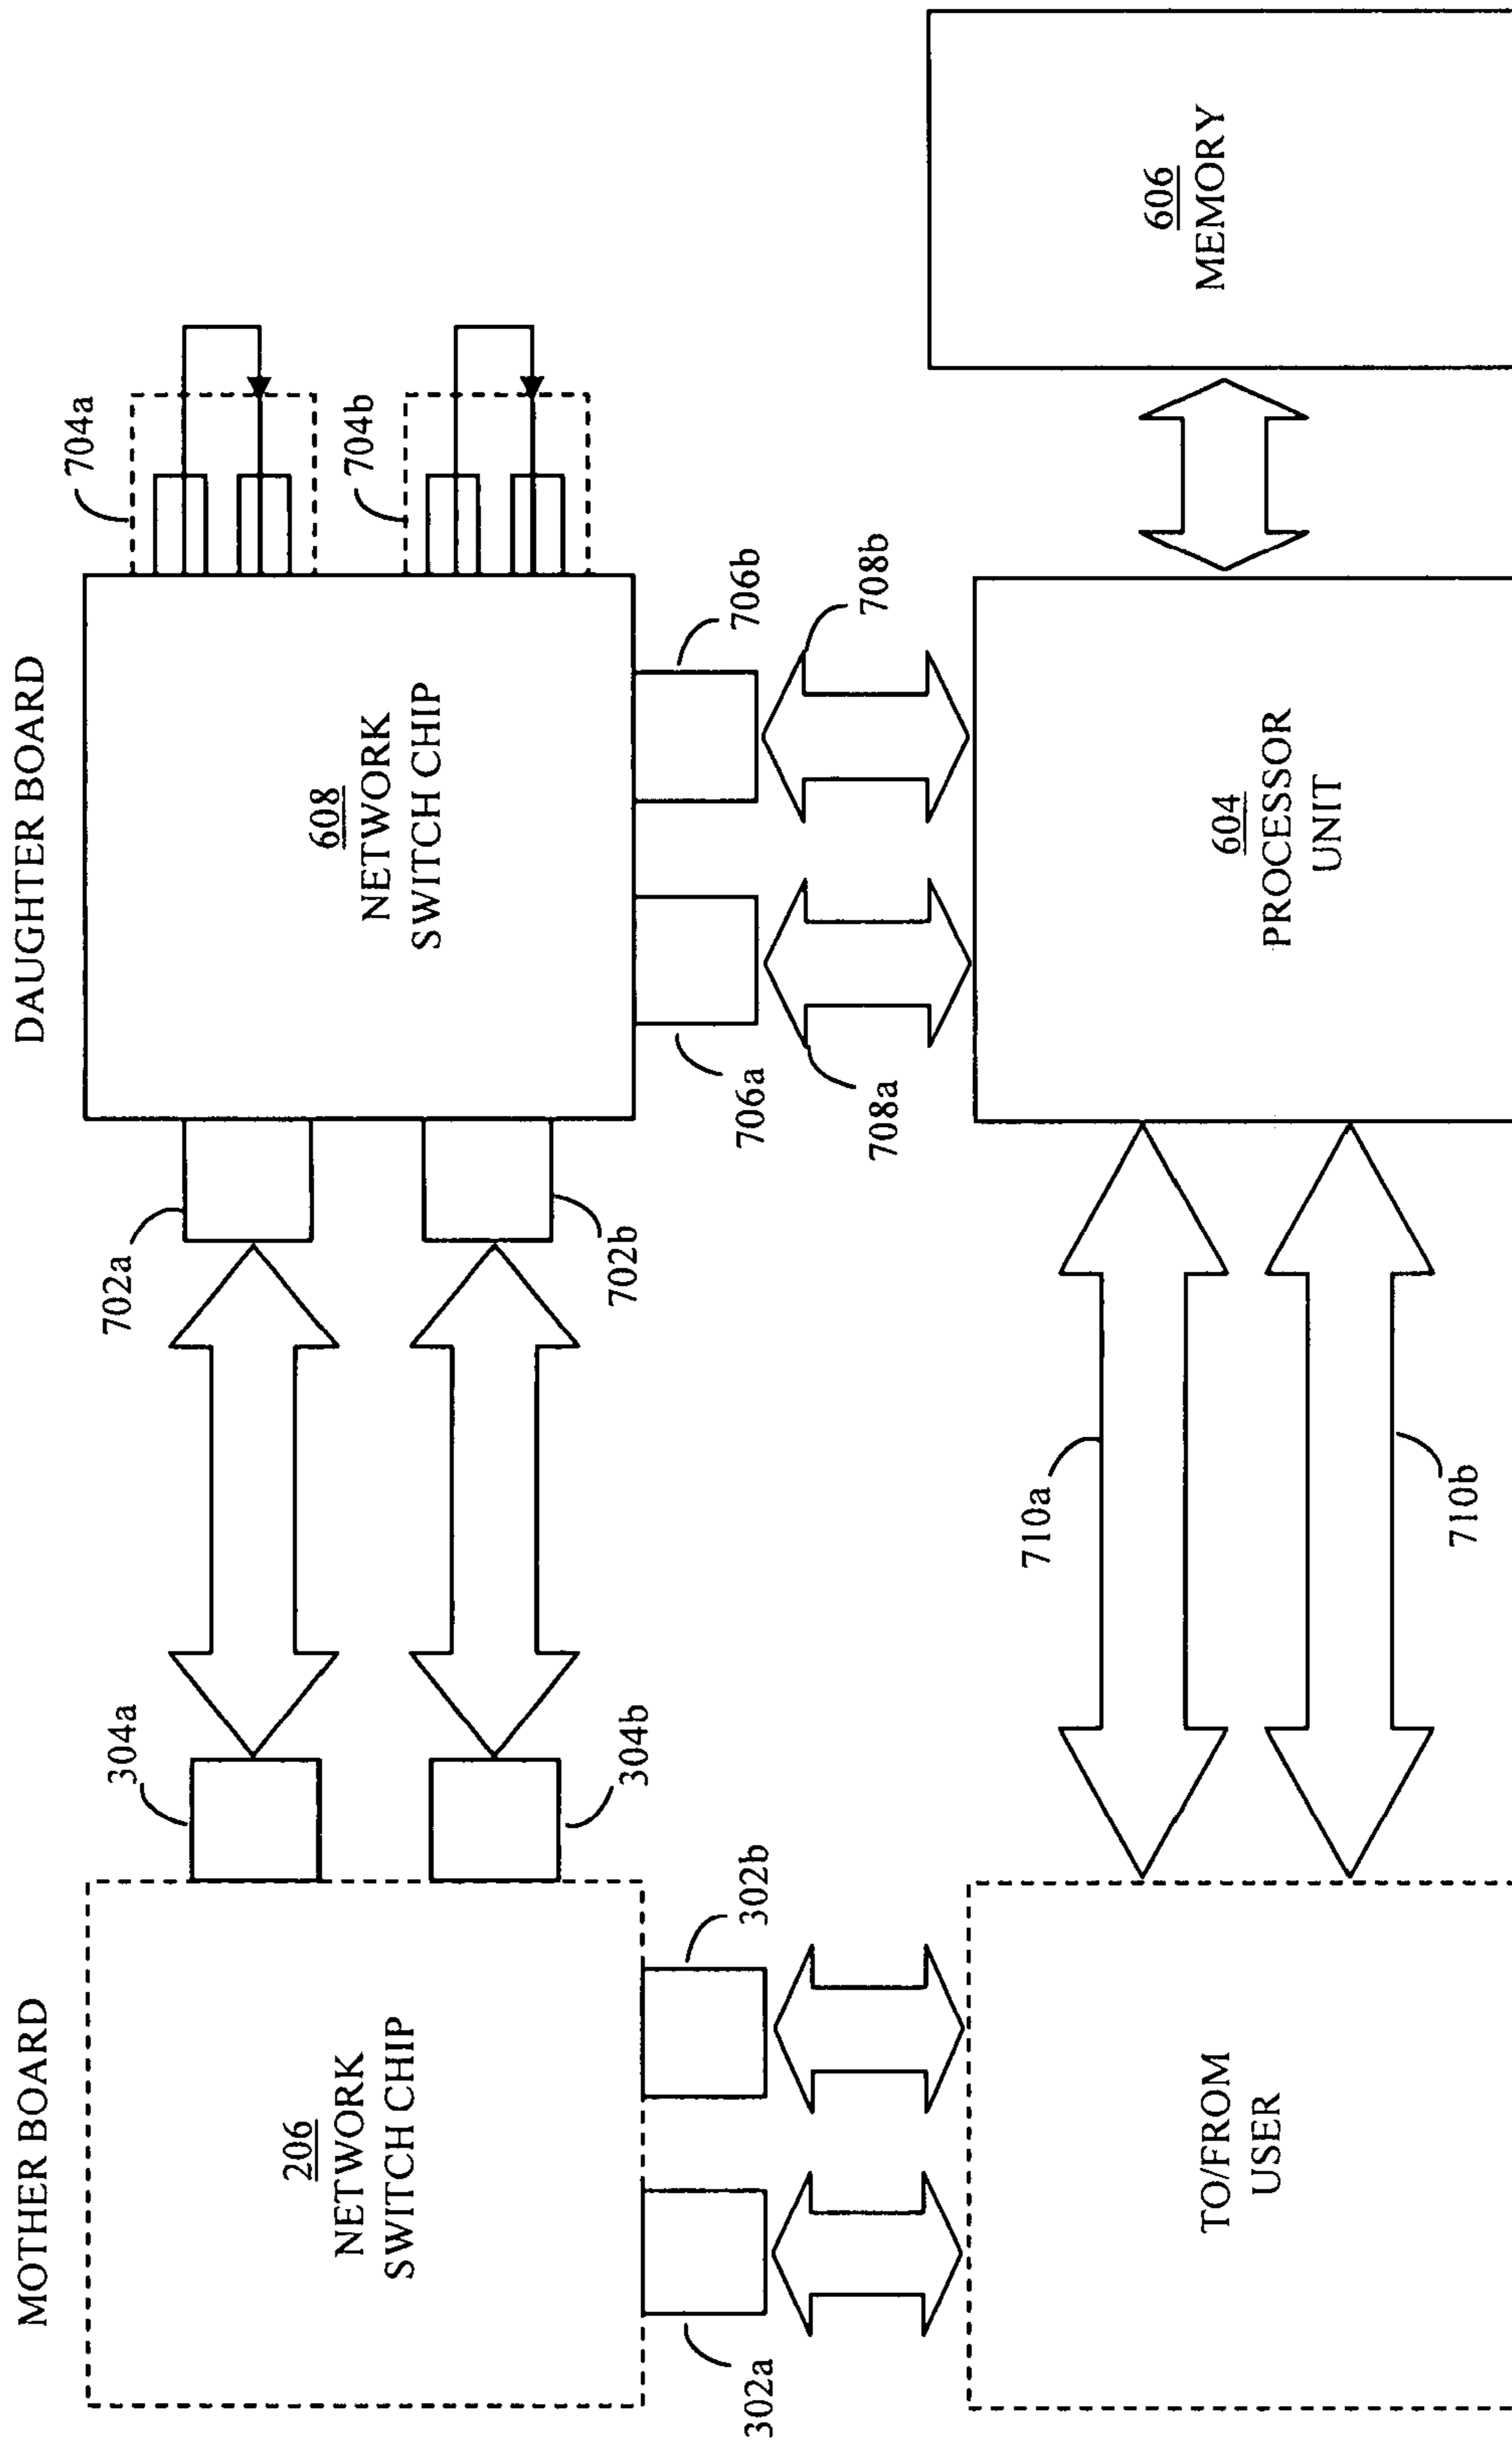 MOTHER BOARD
DAUGHTER BOARD
206
NETWORK
SWITCH CHIP
304a
304b
302a
302b
702a
702b
608
NETWORK
SWITCH CHIP
704a
704b
706a
706b
708a
708b
TO/FROM
USER
710a
710b
604
PROCESSOR
UNIT
606
MEMORY